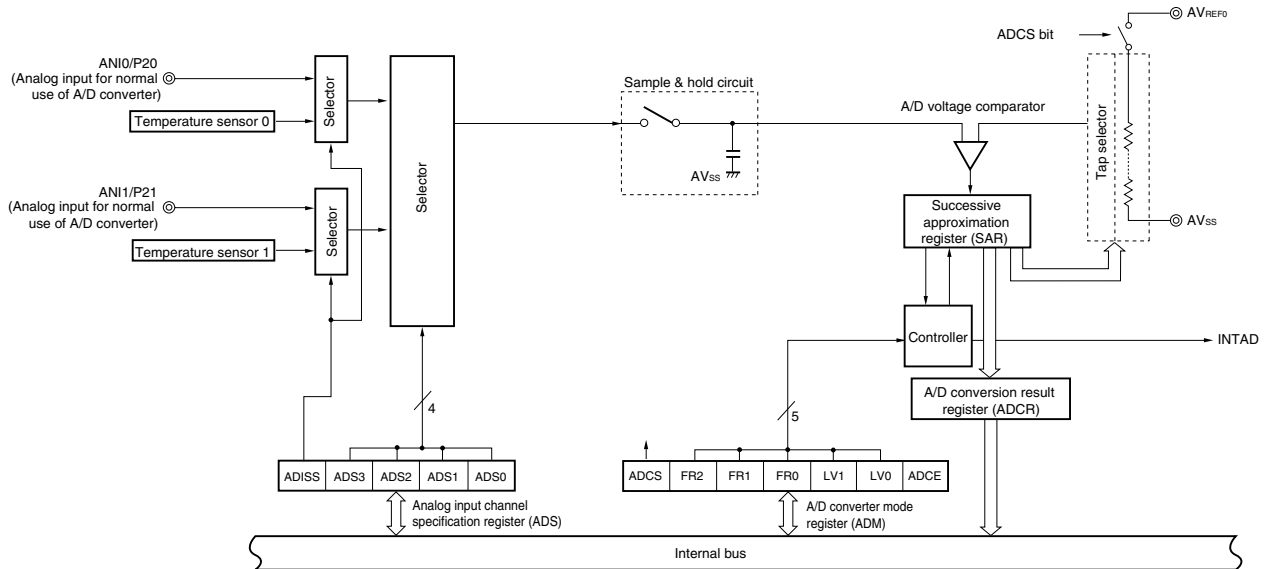 AVREF0
ADCS bit
ANI0/P20
(Analog input for normal
use of A/D converter)
Selector
Temperature sensor 0
Selector
Sample & hold circuit
AVSS
A/D voltage comparator
Tap selector
ANI1/P21
(Analog input for normal
use of A/D converter)
Selector
Temperature sensor 1
Successive
approximation
register (SAR)
AVSS
Controller
INTAD
A/D conversion result
register (ADCR)
4
5
ADISS ADS3 ADS2 ADS1 ADS0
ADCS FR2 FR1 FR0 LV1 LV0 ADCE
Analog input channel
specification register (ADS)
A/D converter mode
register (ADM)
Internal bus